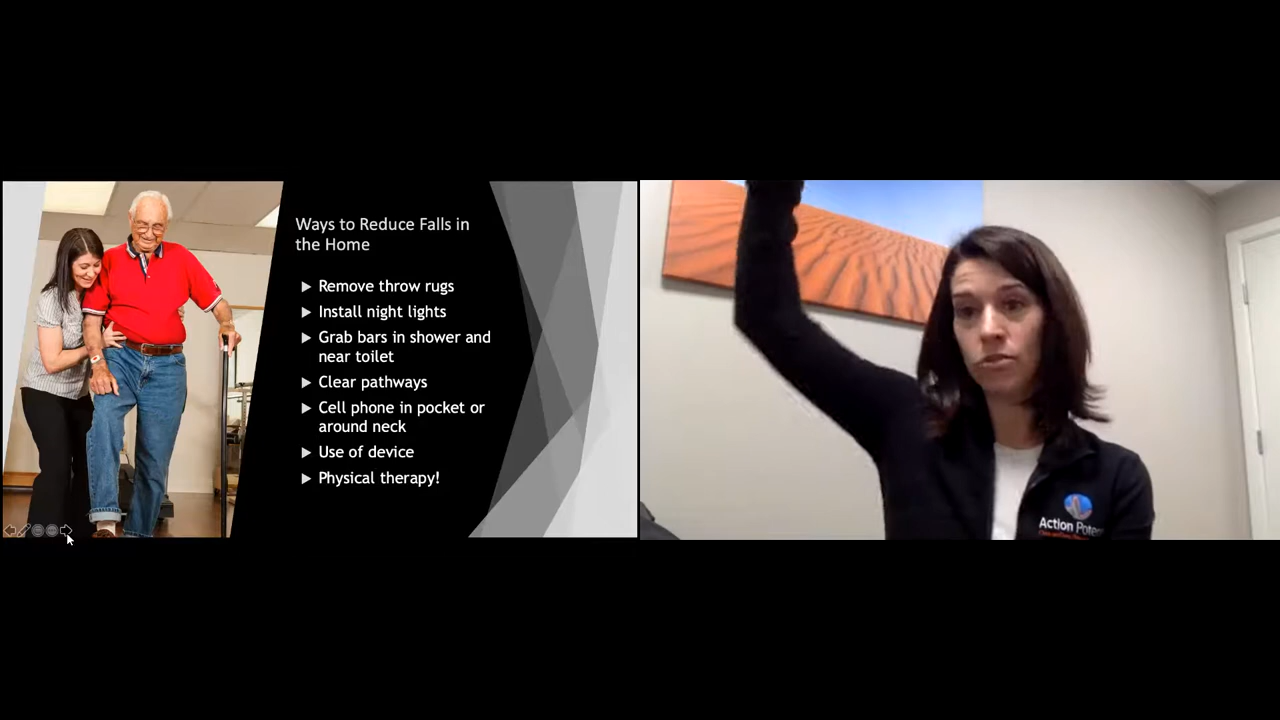 Ways to Reduce Falls in
the Home
Remove throw rugs
Install night lights
Grab bars in shower and
near toilet
Clear pathways
Cell phone in pocket or
around neck
Use of device
Physical therapy!
Action Poten